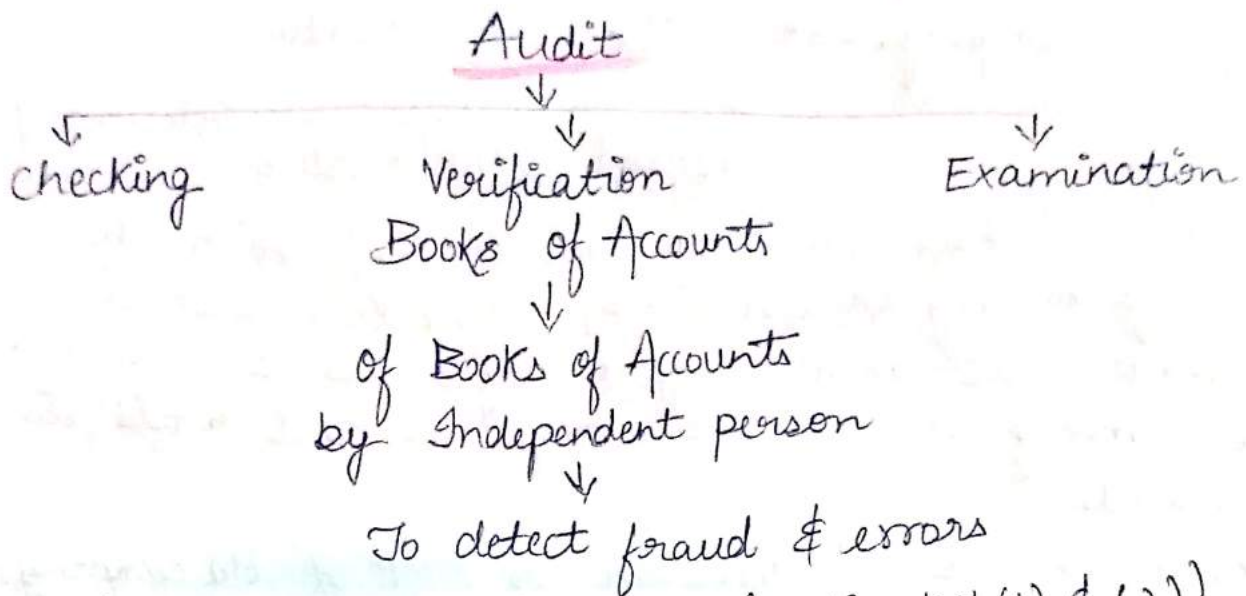 Audit
checking Verification Examination
Books of Accounts
of Books of Accounts
by Independent person
To detect fraud & errors